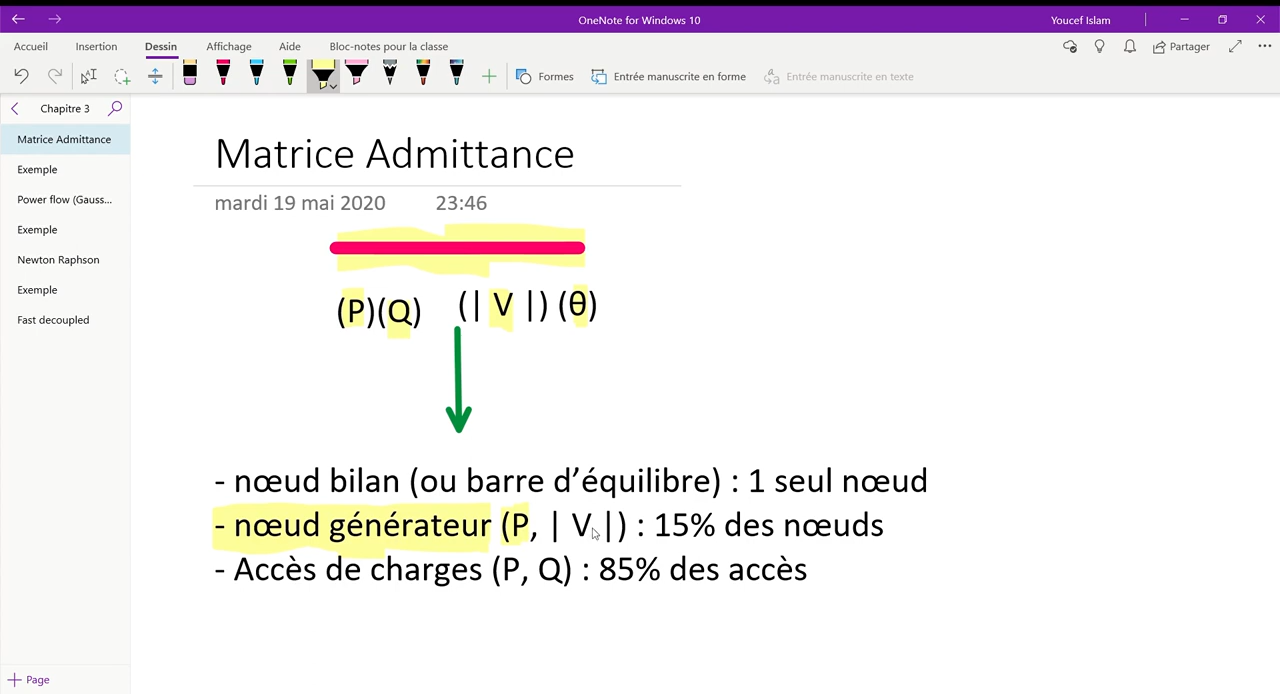 OneNote for Windows 10
Youcef Islam
Accueil Insertion Dessin Affichage Aide Bloc-notes pour la classe
Partager
Formes Entrée manuscrite en forme Entrée manuscrite en texte
Chapitre 3
Matrice Admittance
Exemple
Power flow (Gauss...
Exemple
Newton Raphson
Exemple
Fast decoupled
Page
Matrice Admittance
mardi 19 mai 2020 23:46
(P)(Q) (| V |) (θ)
- nœud bilan (ou barre d’équilibre) : 1 seul nœud
- nœud générateur (P, | V |) : 15% des nœuds
- Accès de charges (P, Q) : 85% des accès